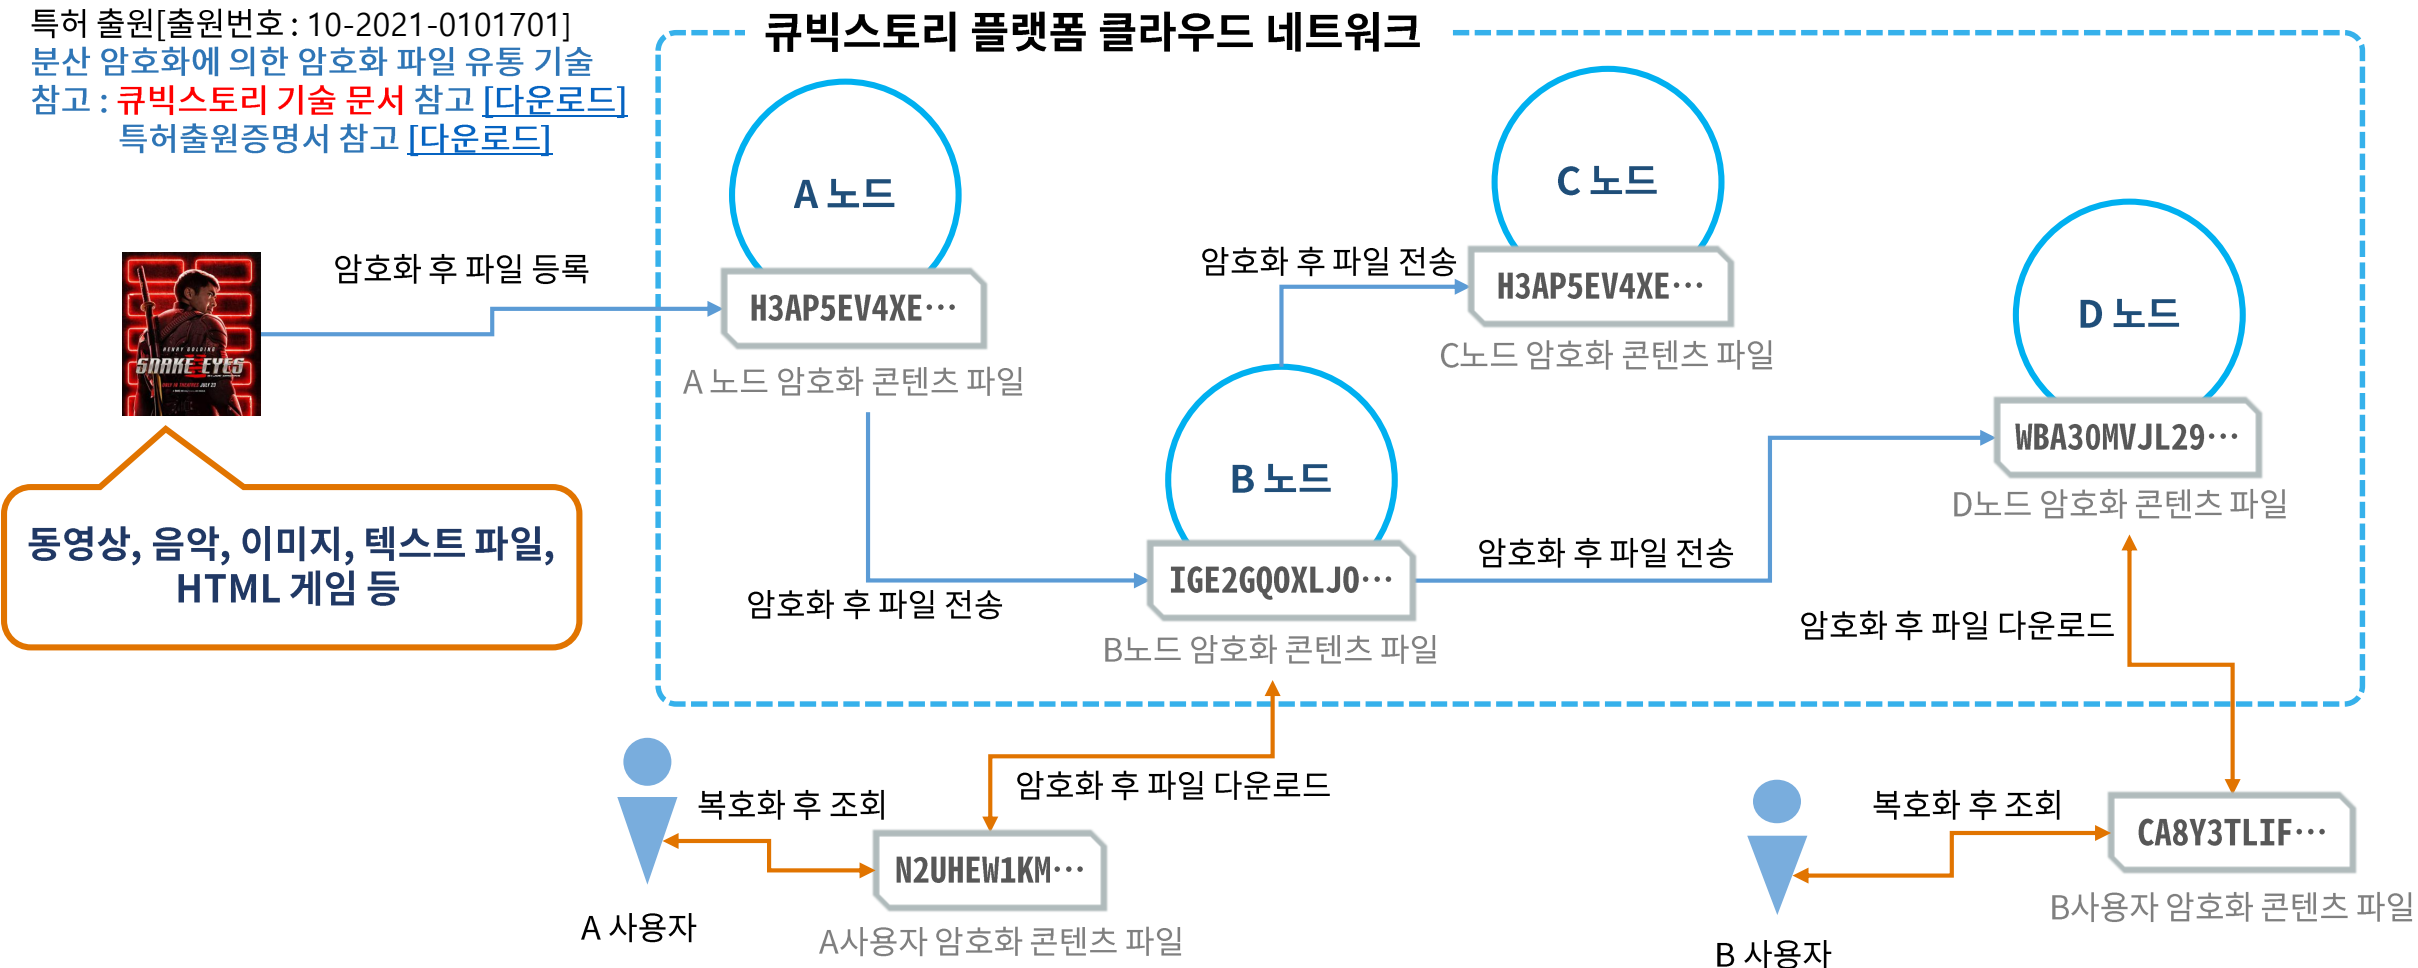 특허 출원[출원번호 : 10-2021-0101701]
분산 암호화에 의한 암호화 파일 유통 기술
참고 : 큐빅스토리 기술 문서 참고 [다운로드]
특허출원증명서 참고 [다운로드]
큐빅스토리 플랫폼 클라우드 네트워크
A 노드
C 노드
D 노드
B 노드
암호화 후 파일 등록
H3AP5EV4XE···
A 노드 암호화 콘텐츠 파일
암호화 후 파일 전송
H3AP5EV4XE···
C노드 암호화 콘텐츠 파일
WBA3OMVJL29···
D노드 암호화 콘텐츠 파일
HENRY GOLDING
SNAKE EYES
동영상, 음악, 이미지, 텍스트 파일,
HTML 게임 등
암호화 후 파일 전송
IGE2GQOXLJO···
B노드 암호화 콘텐츠 파일
암호화 후 파일 전송
암호화 후 파일 다운로드
암호화 후 파일 다운로드
복호화 후 조회
N2UHEW1KM···
A사용자 암호화 콘텐츠 파일
A 사용자
복호화 후 조회
CA8Y3TLIF···
B사용자 암호화 콘텐츠 파일
B 사용자